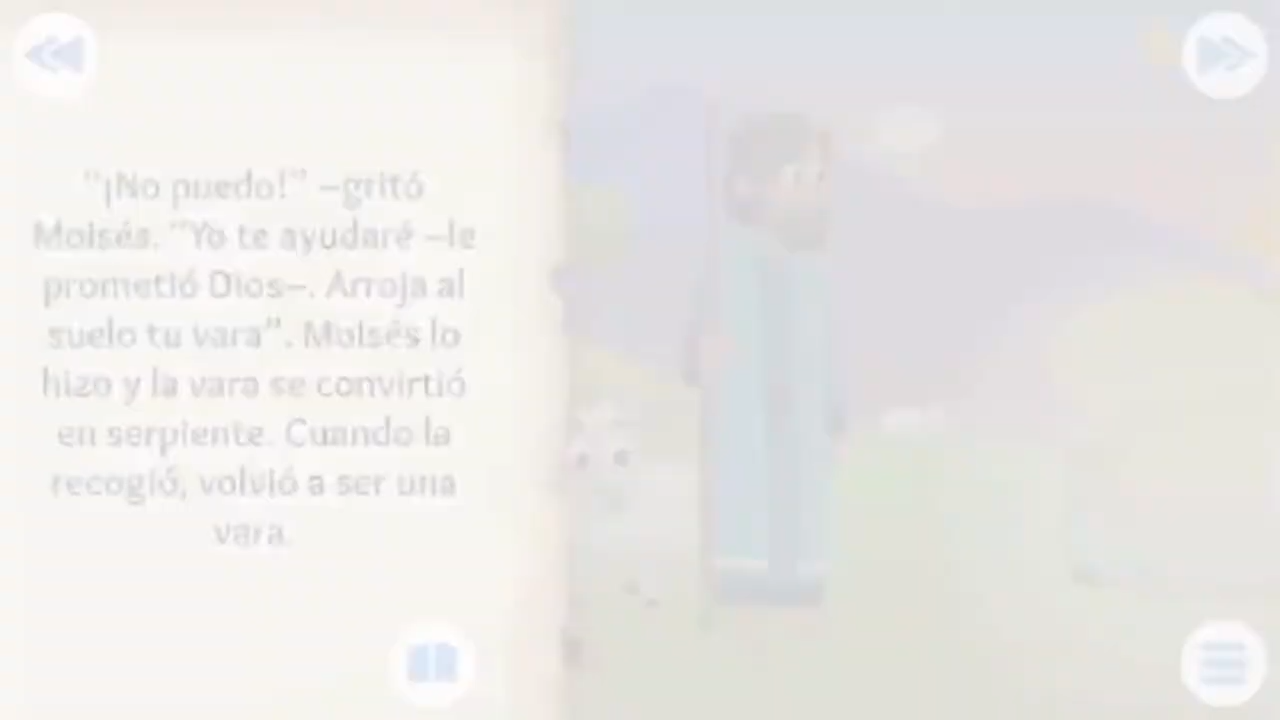 “¡No puedo!” –gritó
Moisés. “Yo te ayudaré –le
prometió Dios–. Arroja al
suelo tu vara”. Moisés lo
hizo y la vara se convirtió
en serpiente. Cuando la
recogió, volvió a ser una
vara.